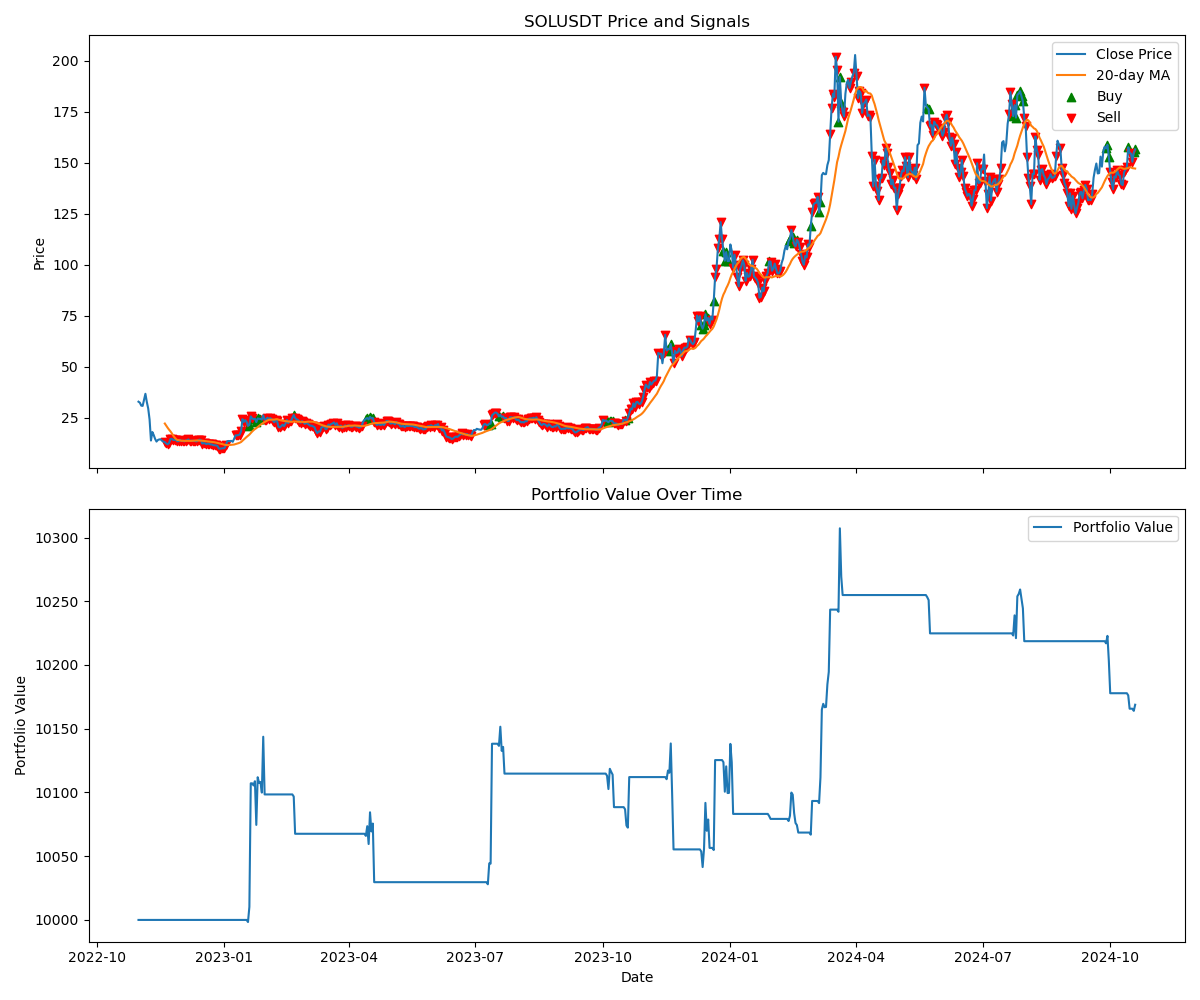 SOLUSDT Price and Signals
Price
200
175
150
125
100
75
50
25
Close Price
20-day MA
Buy
Sell
Portfolio Value Over Time
Portfolio Value
10300
10250
10200
10150
10100
10050
10000
Portfolio Value
2022-10
2023-01
2023-04
2023-07
2023-10
2024-01
2024-04
2024-07
2024-10
Date